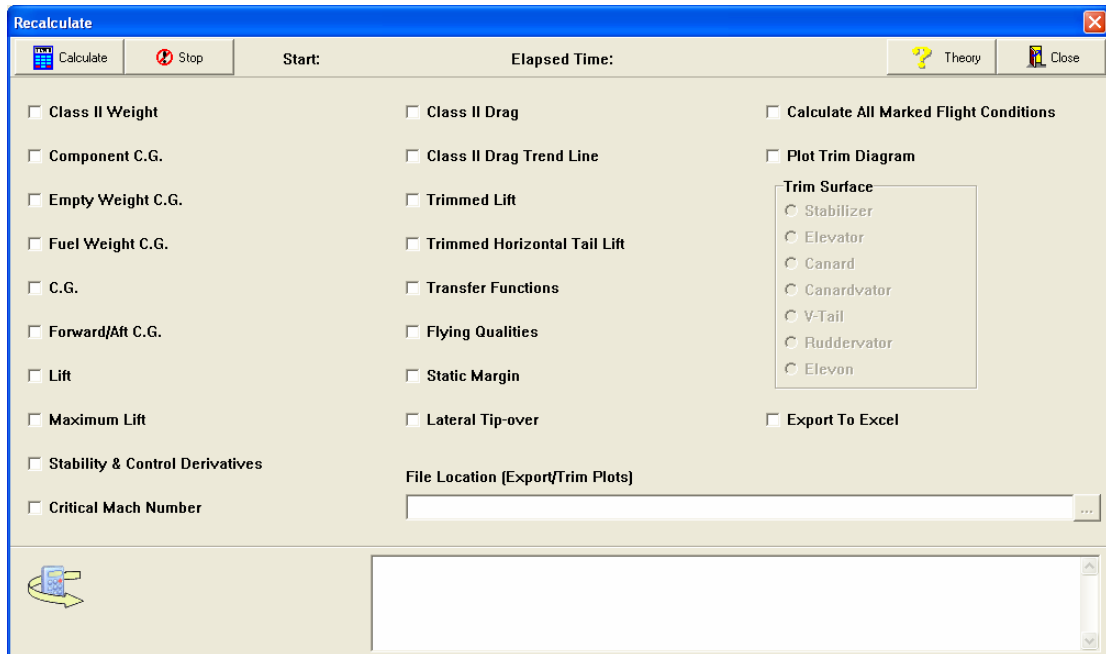 Recalculate
Calculate
Stop
Start:
Elapsed Time:
Theory
Close
Class II Weight
Component C.G.
Empty Weight C.G.
Fuel Weight C.G.
C.G.
Forward/Aft C.G.
Lift
Maximum Lift
Stability & Control Derivatives
Critical Mach Number
Class II Drag
Class II Drag Trend Line
Trimmed Lift
Trimmed Horizontal Tail Lift
Transfer Functions
Flying Qualities
Static Margin
Lateral Tip-over
File Location (Export/Trim Plots)
...
Calculate All Marked Flight Conditions
Plot Trim Diagram
Trim Surface
Stabilizer
Elevator
Canard
Canardvator
V-Tail
Ruddervator
Elevon
Export To Excel